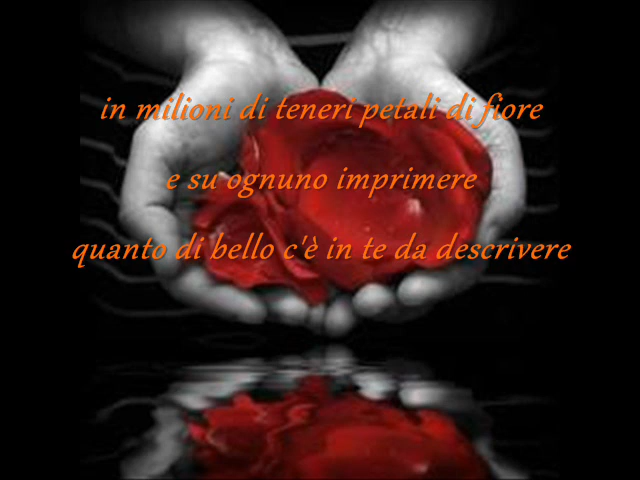 in milioni di teneri petali di fiore
e su ognuno imprimere
quanto di bello c'è in te da descrivere